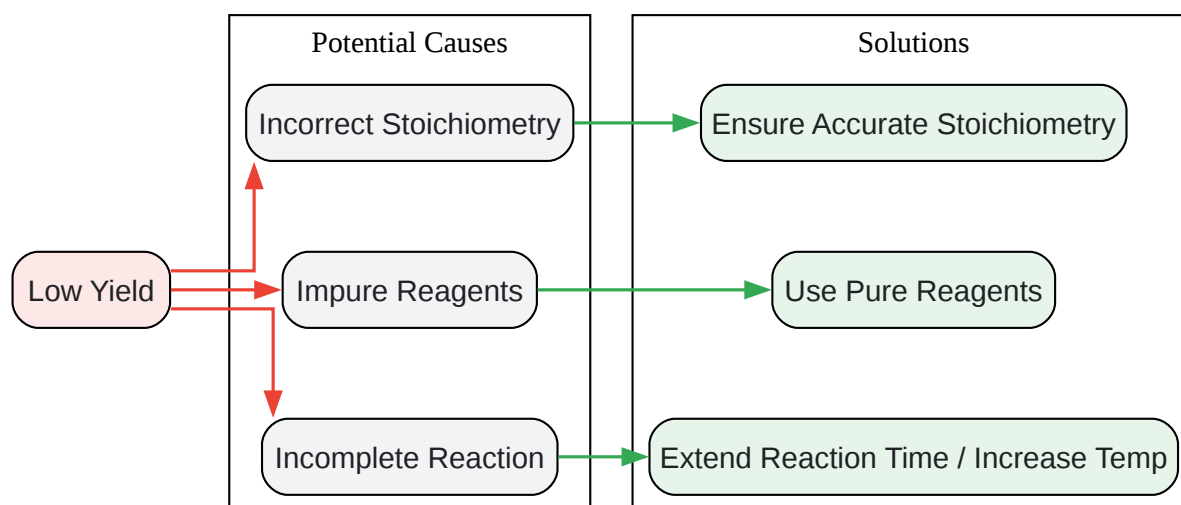 Potential Causes
Solutions
Incorrect Stoichiometry
Ensure Accurate Stoichiometry
Low Yield
Impure Reagents
Use Pure Reagents
Incomplete Reaction
Extend Reaction Time / Increase Temp